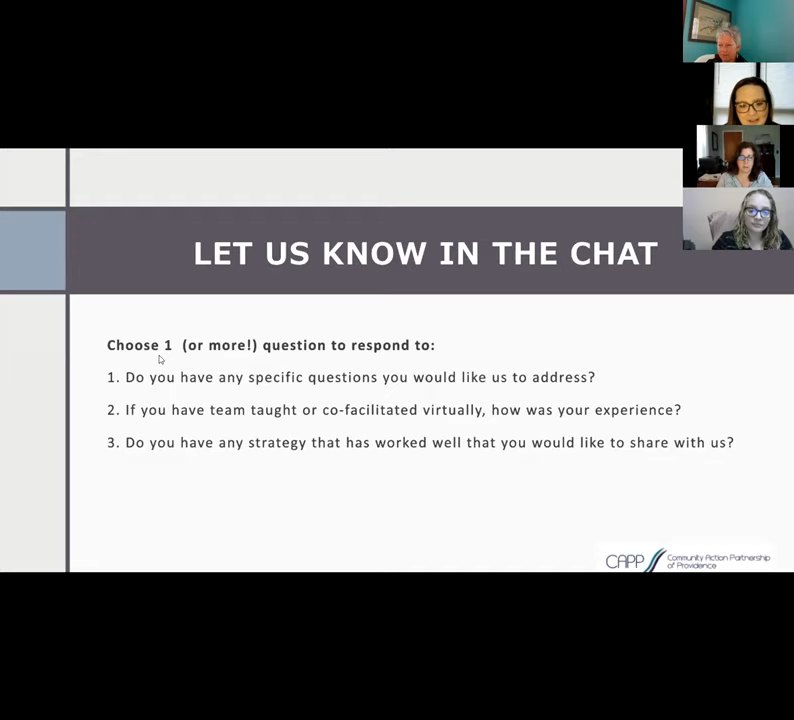 LET US KNOW IN THE CHAT
Choose 1 (or more!) question to respond to:
1. Do you have any specific questions you would like us to address?
2. If you have team taught or co-facilitated virtually, how was your experience?
3. Do you have any strategy that has worked well that you would like to share with us?
CAPP Community Action Partnership
of Providence